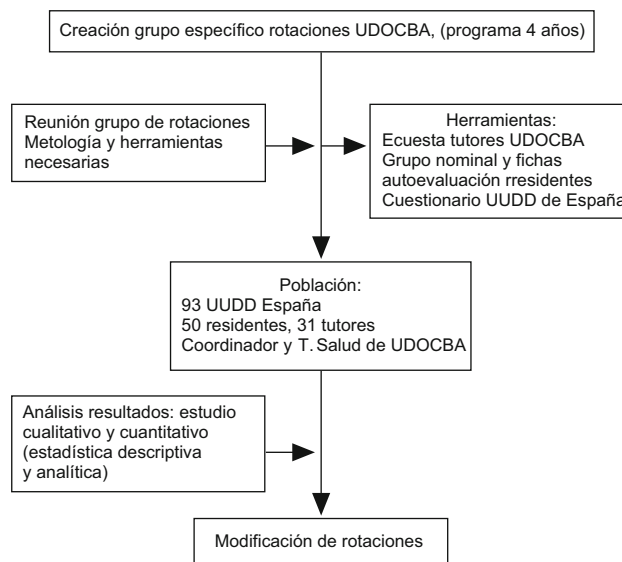 Creación grupo específico rotaciones UDOCBA, (programa 4 años)
Reunión grupo de rotaciones
Metología y herramientas
necesarias
Herramientas:
Ecuesta tutores UDOCBA
Grupo nominal y fichas
autoevaluación rresidentes
Cuestionario UUDD de España
Población:
93 UUDD España
50 residentes, 31 tutores
Coordinador y T. Salud de UDOCBA
Análisis resultados: estudio
cualitativo y cuantitativo
(estadística descriptiva
y analítica)
Modificación de rotaciones